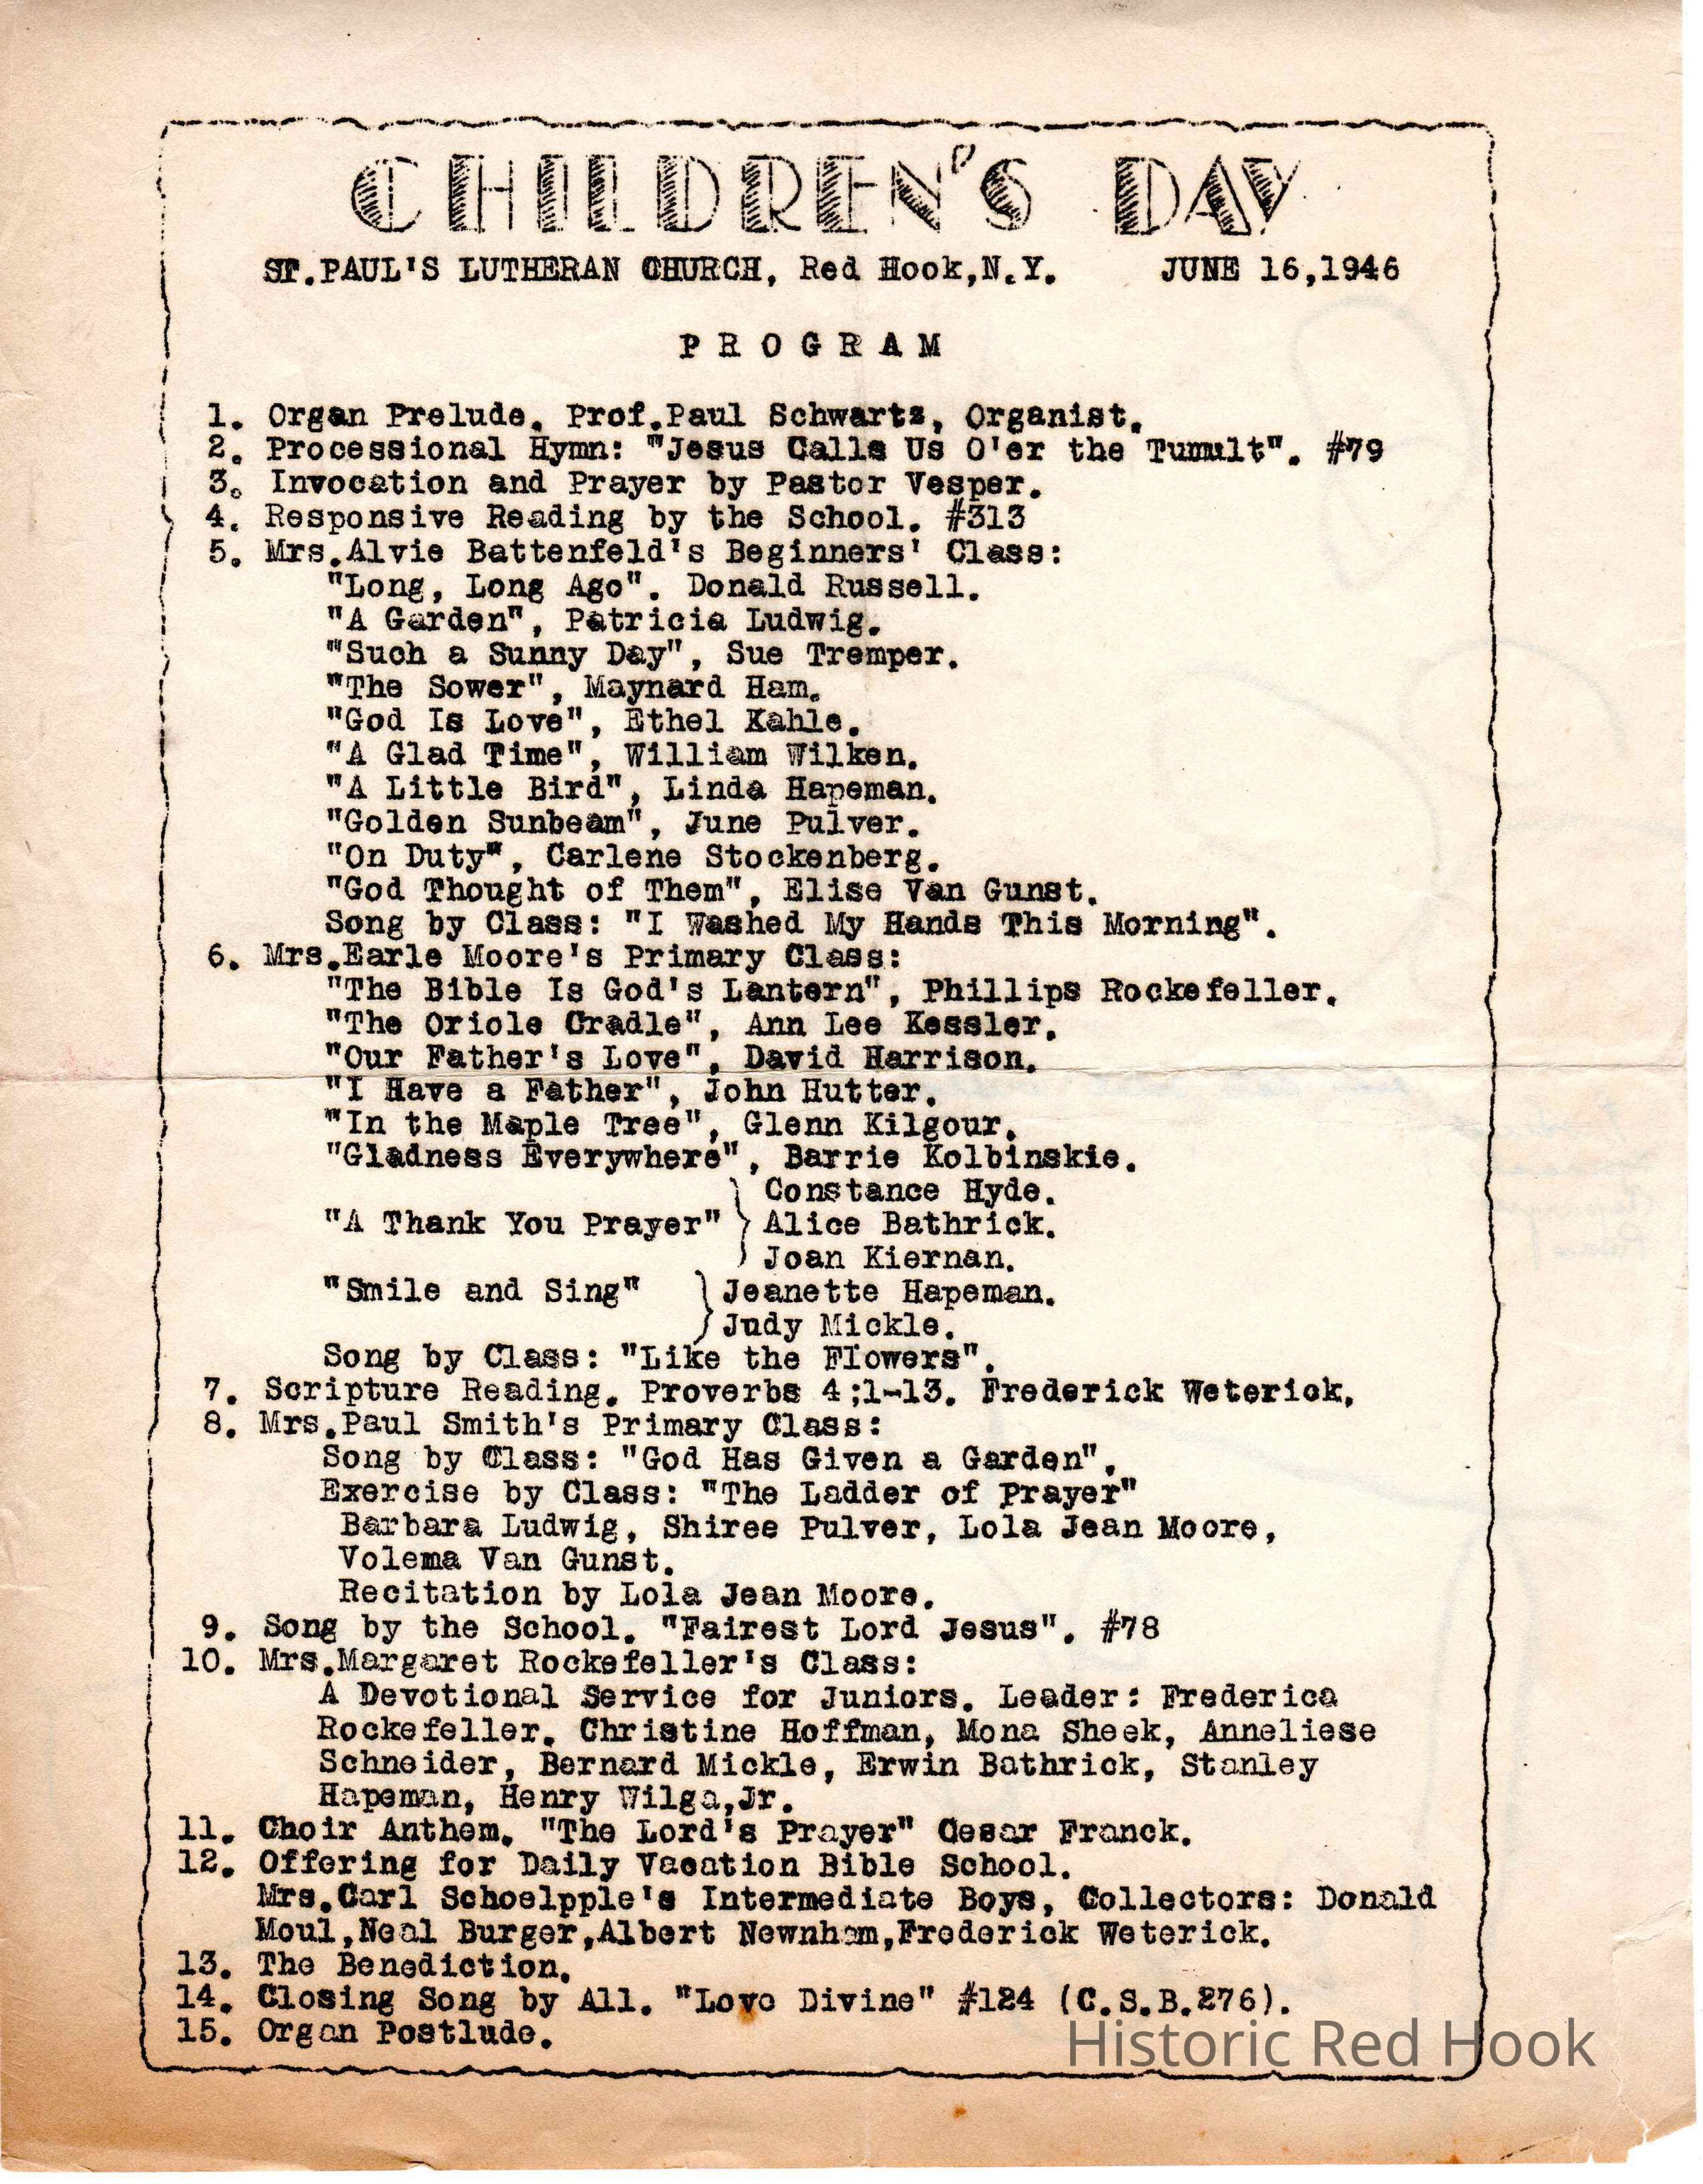 CHILDREN'S DAY
ST.PAUL'S LUTHERAN CHURCH, Red Hook,N.Y. JUNE 16,1946
PROGRAM
1. Organ Prelude. Prof.Paul Schwartz, Organist.
2. Processional Hymn: "Jesus Calls Us O'er the Tumult". #79
3. Invocation and Prayer by Pastor Vesper.
4. Responsive Reading by the School. #313
5. Mrs.Alvie Battenfeld's Beginners' Class:
"Long, Long Ago". Donald Russell.
"A Garden", Patricia Ludwig.
"Such a Sunny Day", Sue Tremper.
"The Sower", Maynard Ham.
"God Is Love", Ethel Kahle.
"A Glad Time", William Wilken.
"A Little Bird", Linda Hapeman.
"Golden Sunbeam", June Pulver.
"On Duty", Carlene Stockenberg.
"God Thought of Them", Elise Van Gunst.
Song by Class: "I Washed My Hands This Morning".
6. Mrs.Earle Moore's Primary Class:
"The Bible Is God's Lantern", Phillips Rockefeller.
"The Oriole Cradle", Ann Lee Kessler.
"Our Father's Love", David Harrison.
"I Have a Father", John Hutter.
"In the Maple Tree", Glenn Kilgour.
"Gladness Everywhere", Barrie Kolbinskie.
Constance Hyde.
"A Thank You Prayer" } Alice Bathrick.
Joan Kiernan.
"Smile and Sing" } Jeanette Hapeman.
Judy Mickle.
Song by Class: "Like the Flowers".
7. Scripture Reading. Proverbs 4;1-13. Frederick Weterick.
8. Mrs.Paul Smith's Primary Class:
Song by Class: "God Has Given a Garden".
Exercise by Class: "The Ladder of Prayer"
Barbara Ludwig, Shiree Pulver, Lola Jean Moore,
Volema Van Gunst.
Recitation by Lola Jean Moore.
9. Song by the School. "Fairest Lord Jesus". #78
10. Mrs.Margaret Rockefeller's Class:
A Devotional Service for Juniors. Leader: Frederica
Rockefeller. Christine Hoffman, Mona Sheek, Anneliese
Schneider, Bernard Mickle, Erwin Bathrick, Stanley
Hapeman, Henry Wilga,Jr.
11. Choir Anthem. "The Lord's Prayer" Cesar Franck.
12. Offering for Daily Vacation Bible School.
Mrs.Carl Schoelpple's Intermediate Boys, Collectors: Donald
Moul,Neal Burger,Albert Newnham,Frederick Weterick.
13. The Benediction.
14. Closing Song by All. "Love Divine" #124 (C.S.B.276).
15. Organ Postlude.
Historic Red Hook